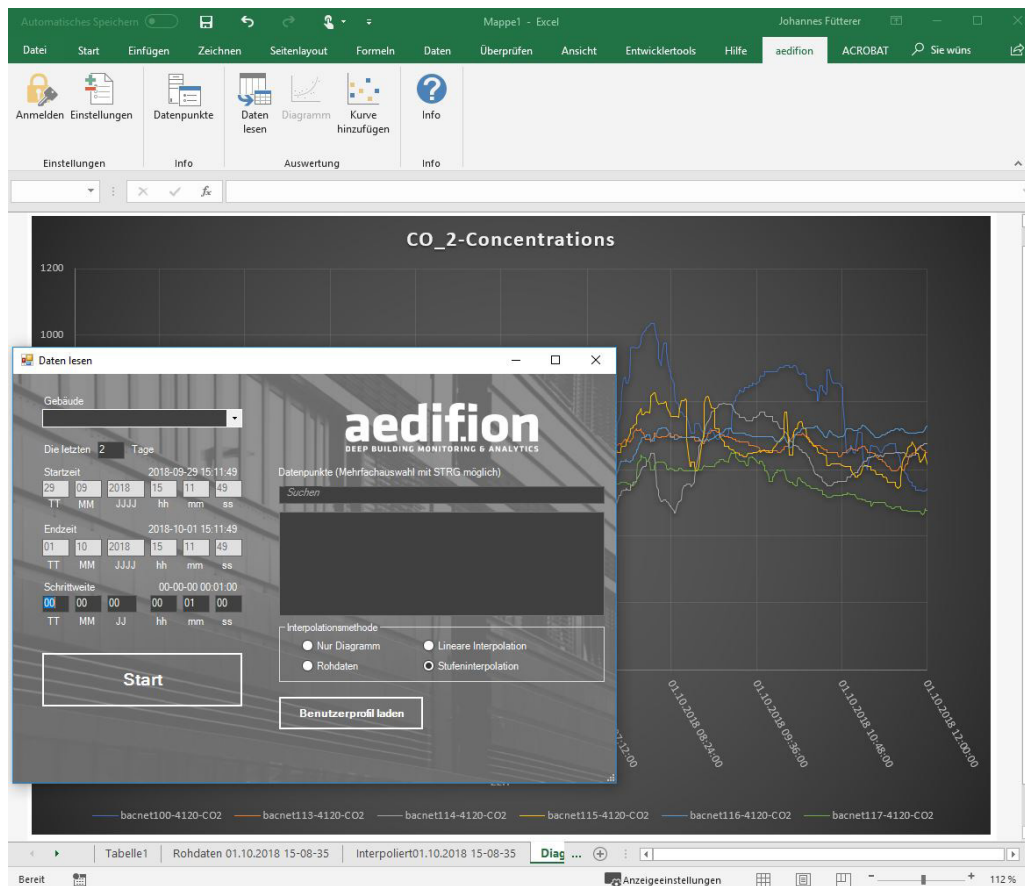 Automatisches Speichern
Mappe1 - Excel
Johannes Fütterer
Datei Start Einfügen Zeichnen Seitenlayout Formeln Daten Überprüfen Ansicht Entwicklertools Hilfe aedifion ACROBAT Sie wüns
Anmelden Einstellungen Datenpunkte Daten lesen Diagramm Kurve hinzufügen Info
Einstellungen Info Auswertung Info
fx
CO_2-Concentrations
1200
1000
Daten lesen
Gebäude
Die letzten 2 Tage
Startzeit 2018-09-29 15:11:49
29 09 2018 15 11 49
TT MM JJJJ hh mm ss
Endzeit 2018-10-01 15:11:49
01 10 2018 15 11 49
TT MM JJJJ hh mm ss
Schrittweite 00-00-00 00:01:00
00 00 00 00 01 00
TT MM JJ hh mm ss
Start
aedifion
DEEP BUILDING MONITORING & ANALYTICS
Datenpunkte (Mehrfachauswahl mit STRG möglich)
Suchen
Interpolationsmethode
Nur Diagramm Lineare Interpolation
Rohdaten Stufeninterpolation
Benutzerprofil laden
01.10.2018 08:24:00
01.10.2018 09:36:00
01.10.2018 10:48:00
01.10.2018 12:00:00
bacnet100-4120-CO2 bacnet113-4120-CO2 bacnet114-4120-CO2 bacnet115-4120-CO2 bacnet116-4120-CO2 bacnet117-4120-CO2
Tabelle1 Rohdaten 01.10.2018 15-08-35 Interpoliert01.10.2018 15-08-35 Diag ...
Bereit Anzeigeeinstellungen 112 %